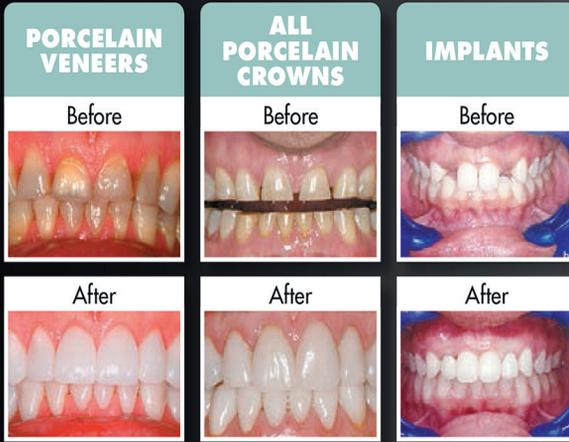 PORCELAIN
VENEERS
Before
After
ALL
PORCELAIN
CROWNS
Before
After
IMPLANTS
Before
After